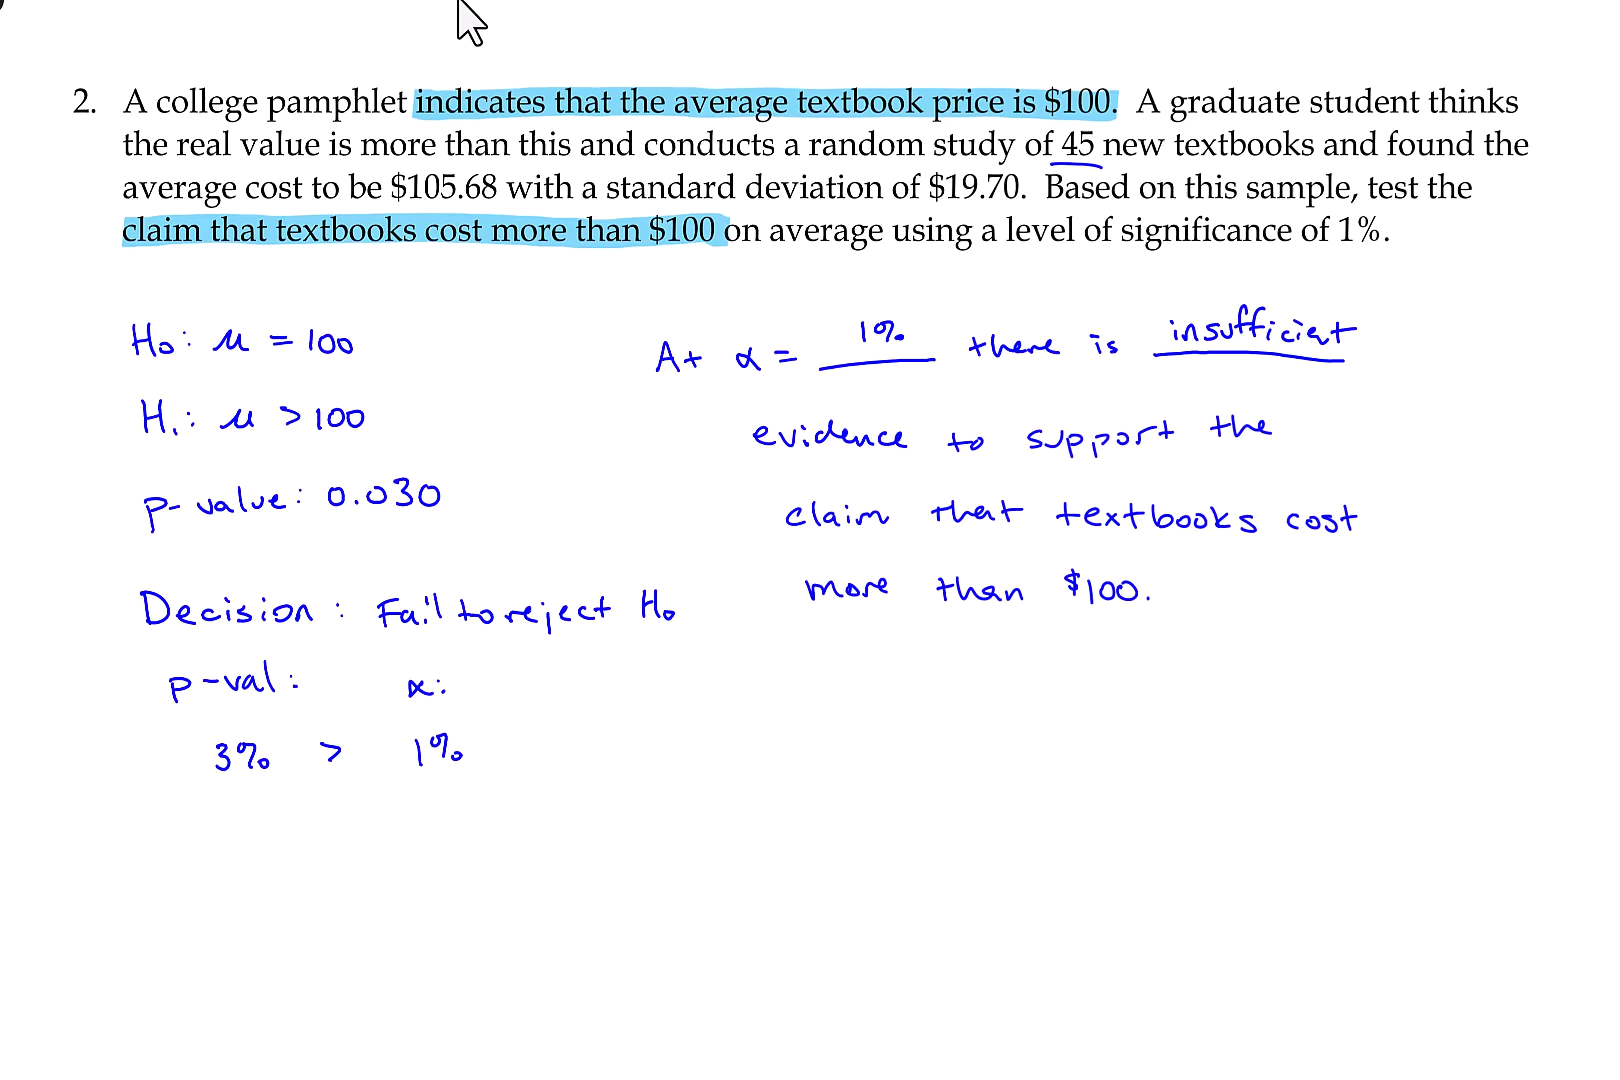 2. A college pamphlet indicates that the average textbook price is $100. A graduate student thinks
the real value is more than this and conducts a random study of 45 new textbooks and found the
average cost to be $105.68 with a standard deviation of $19.70. Based on this sample, test the
claim that textbooks cost more than $100 on average using a level of significance of 1%.
H₀: μ = 100
H₁: μ > 100
P-value: 0.030
Decision: Fail to reject H₀
p-val: α:
3% > 1%
At α = 1% there is insufficient
evidence to support the
claim that textbooks cost
more than $100.